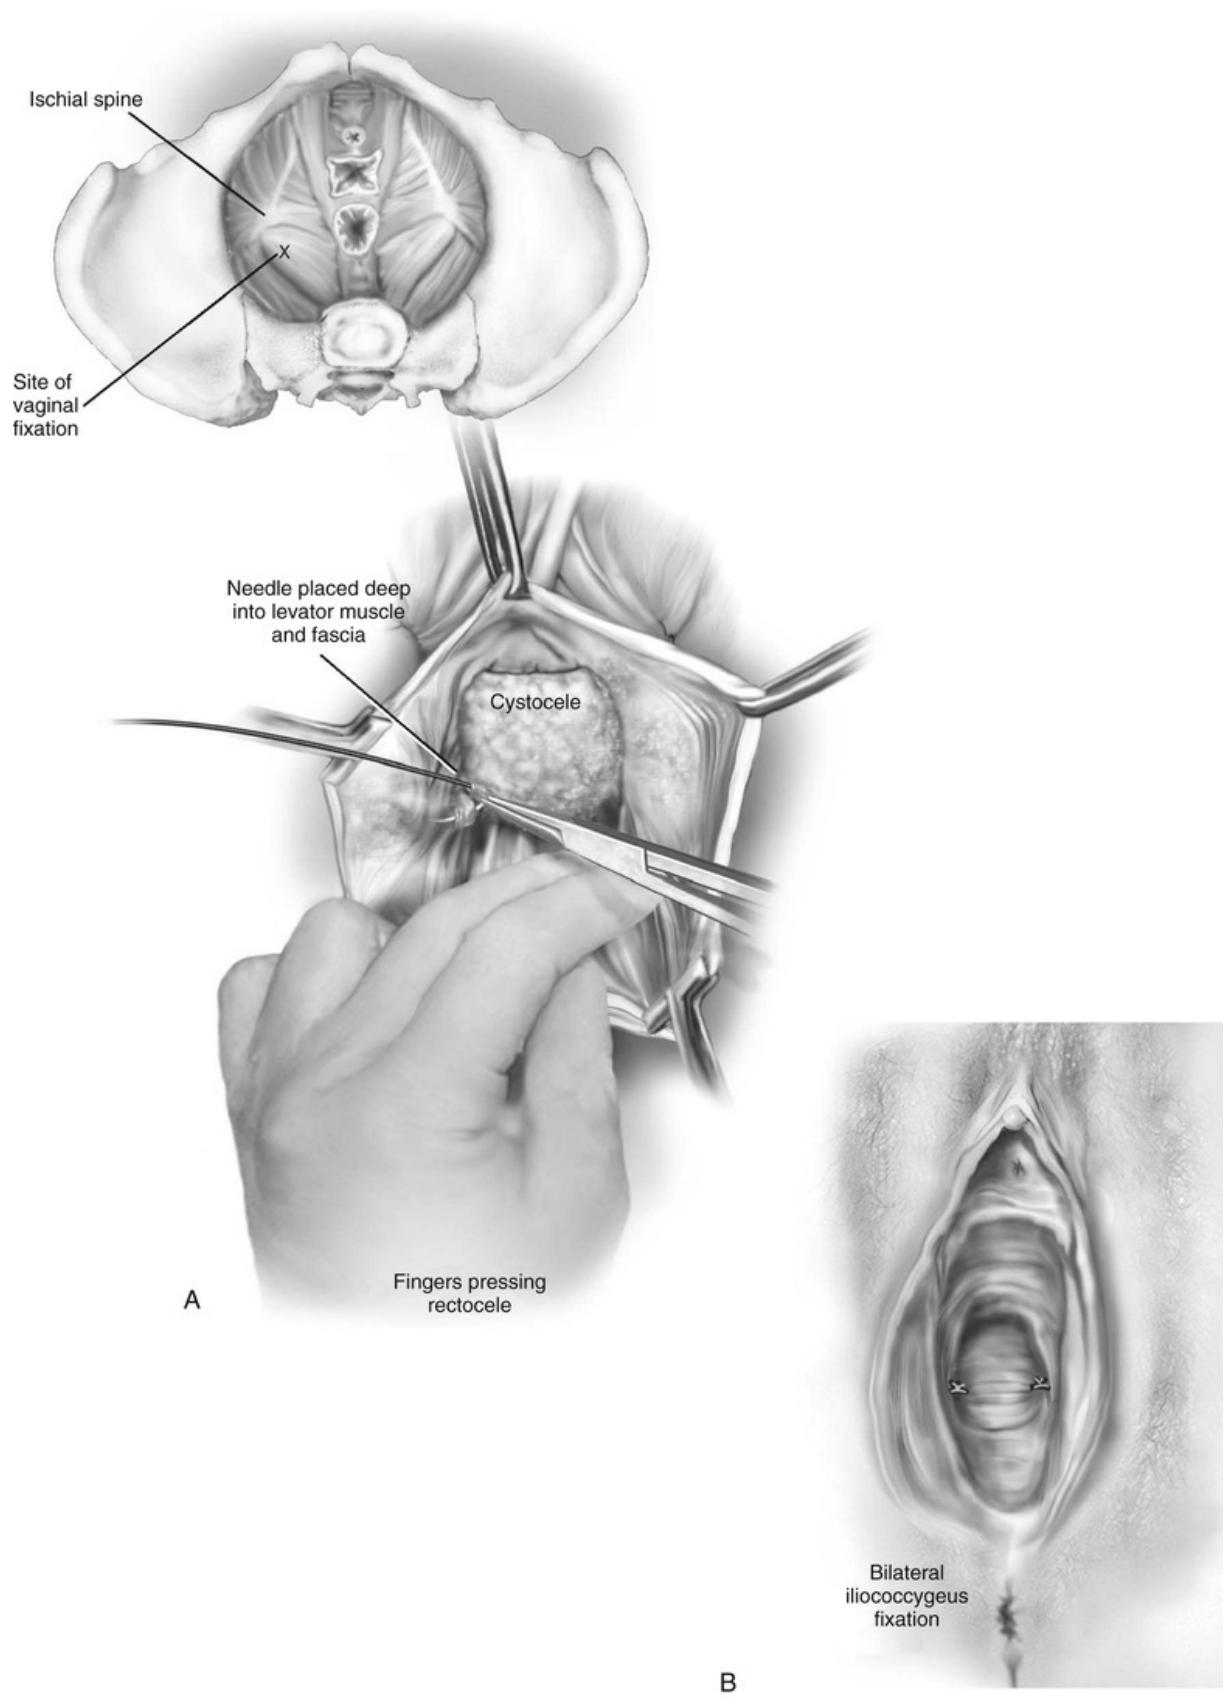 Ischial spine
X
Site of
vaginal
fixation
Needle placed deep
into levator muscle
and fascia
Cystocele
Fingers pressing
rectocele
A
Bilateral
iliococcygeus
fixation
B